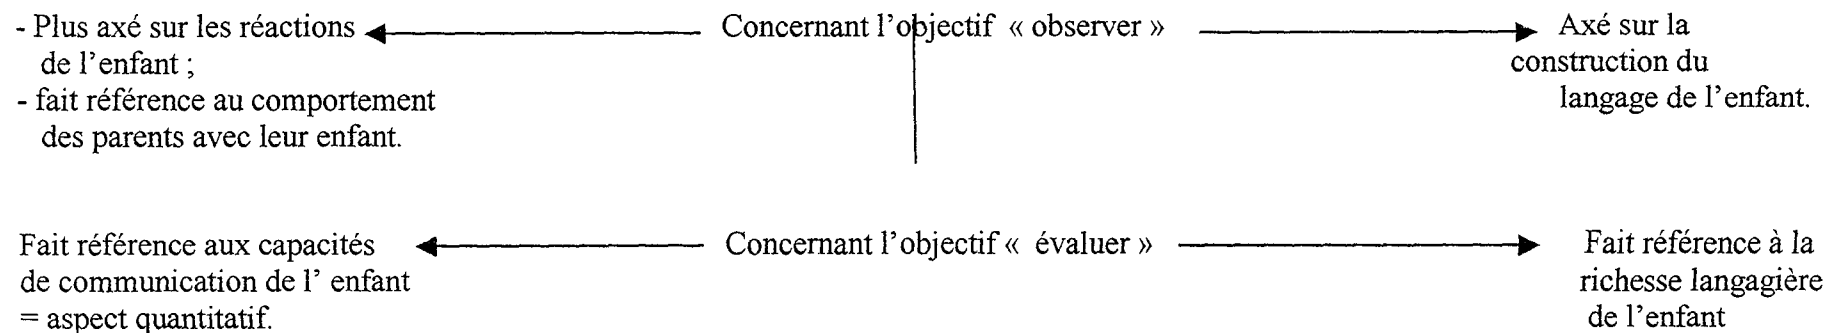 - Plus axé sur les réactions
de l'enfant ;
- fait référence au comportement
des parents avec leur enfant.
Concernant l'objectif « observer »
Axé sur la
construction du
langage de l'enfant.
Fait référence aux capacités
de communication de l' enfant
= aspect quantitatif.
Concernant l'objectif « évaluer »
Fait référence à la
richesse langagière
de l'enfant